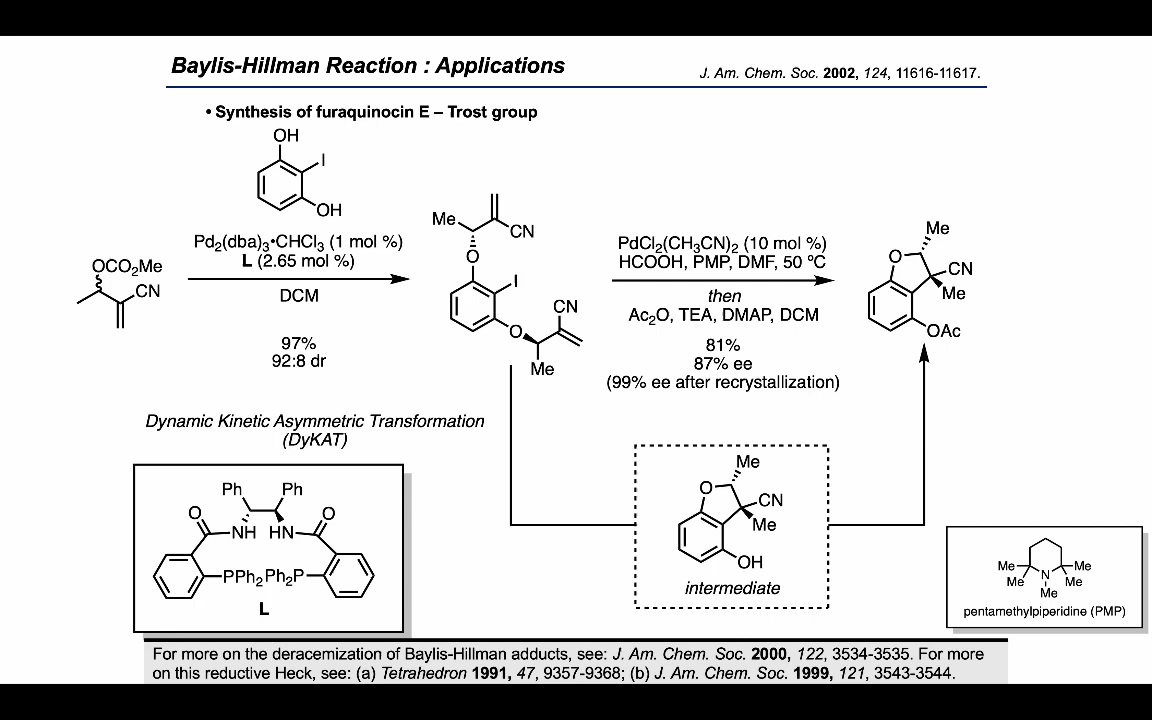 Baylis-Hillman Reaction : Applications
J. Am. Chem. Soc. 2002, 124, 11616-11617.
• Synthesis of furaquinocin E – Trost group
OH
I
OH
Pd₂(dba)₃•CHCl₃ (1 mol %)
L (2.65 mol %)
DCM
97%
92:8 dr
OCO₂Me
CN
Me
CN
O
I
CN
O
Me
PdCl₂(CH₃CN)₂ (10 mol %)
HCOOH, PMP, DMF, 50 ºC
then
Ac₂O, TEA, DMAP, DCM
81%
87% ee
(99% ee after recrystallization)
Me
O
CN
Me
OAc
Dynamic Kinetic Asymmetric Transformation
(DyKAT)
Ph Ph
O O
NH HN
PPh₂ Ph₂P
L
Me
O
CN
Me
OH
intermediate
Me Me
Me N Me
Me
pentamethylpiperidine (PMP)
For more on the deracemization of Baylis-Hillman adducts, see: J. Am. Chem. Soc. 2000, 122, 3534-3535. For more
on this reductive Heck, see: (a) Tetrahedron 1991, 47, 9357-9368; (b) J. Am. Chem. Soc. 1999, 121, 3543-3544.